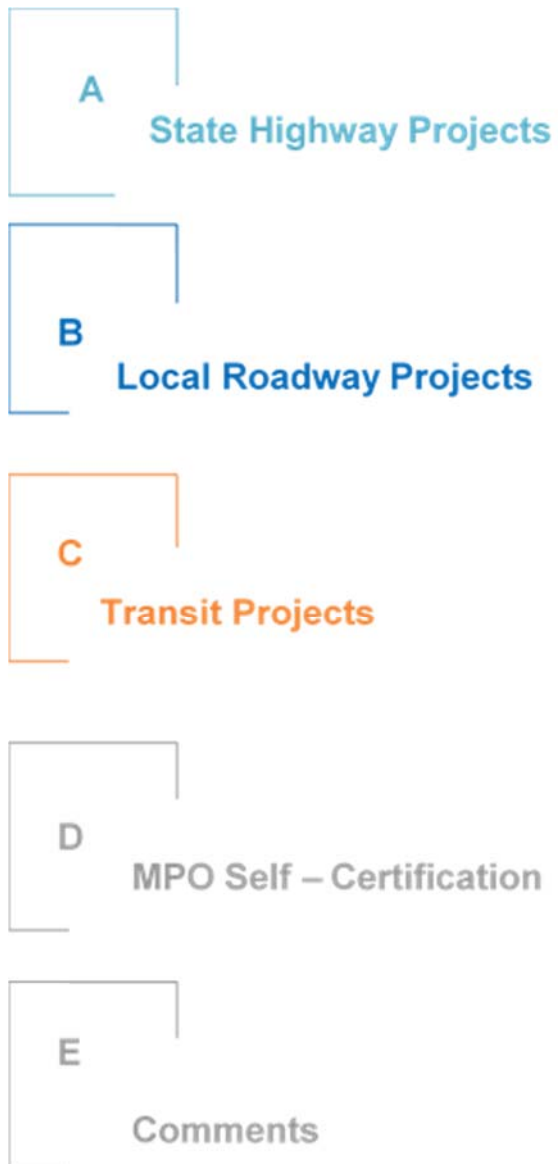 A
State Highway Projects
B
Local Roadway Projects
C
Transit Projects
D
MPO Self – Certification
E
Comments